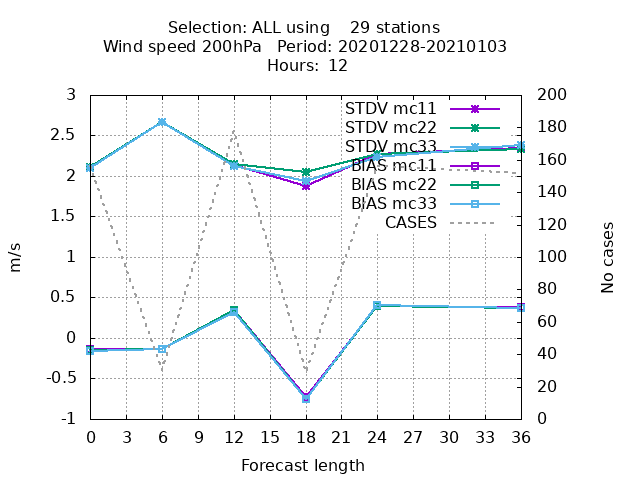 Selection: ALL using    29 stations
Wind speed 200hPa   Period: 20201228-20210103
Hours:  12
3
2.5
2
1.5
1
0.5
0
-0.5
-1
m/s
200
180
160
140
120
100
80
60
40
20
0
No cases
STDV mc11
STDV mc22
STDV mc33
BIAS mc11
BIAS mc22
BIAS mc33
CASES
0 3 6 9 12 15 18 21 24 27 30 33 36
Forecast length